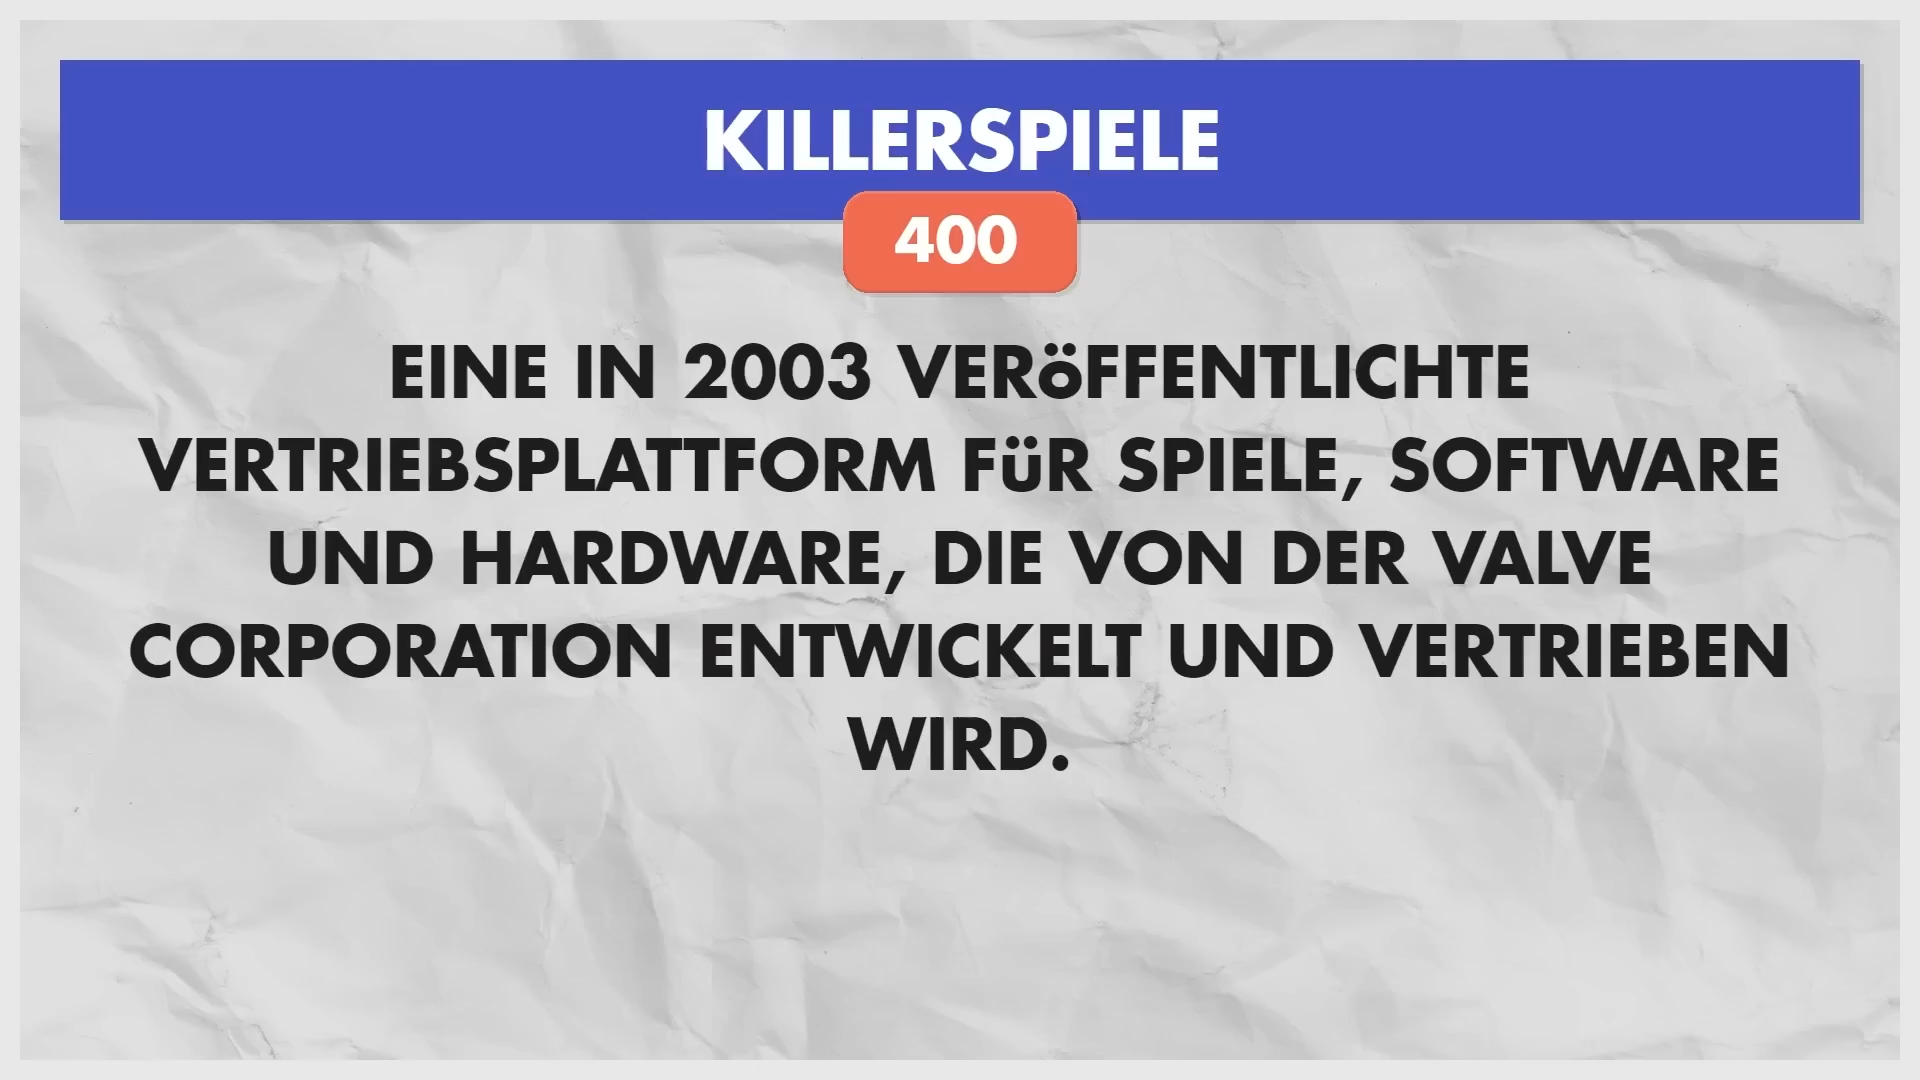 KILLERSPIELE
400
EINE IN 2003 VERöFFENTLICHTE
VERTRIEBSPLATTFORM FüR SPIELE, SOFTWARE
UND HARDWARE, DIE VON DER VALVE
CORPORATION ENTWICKELT UND VERTRIEBEN
WIRD.